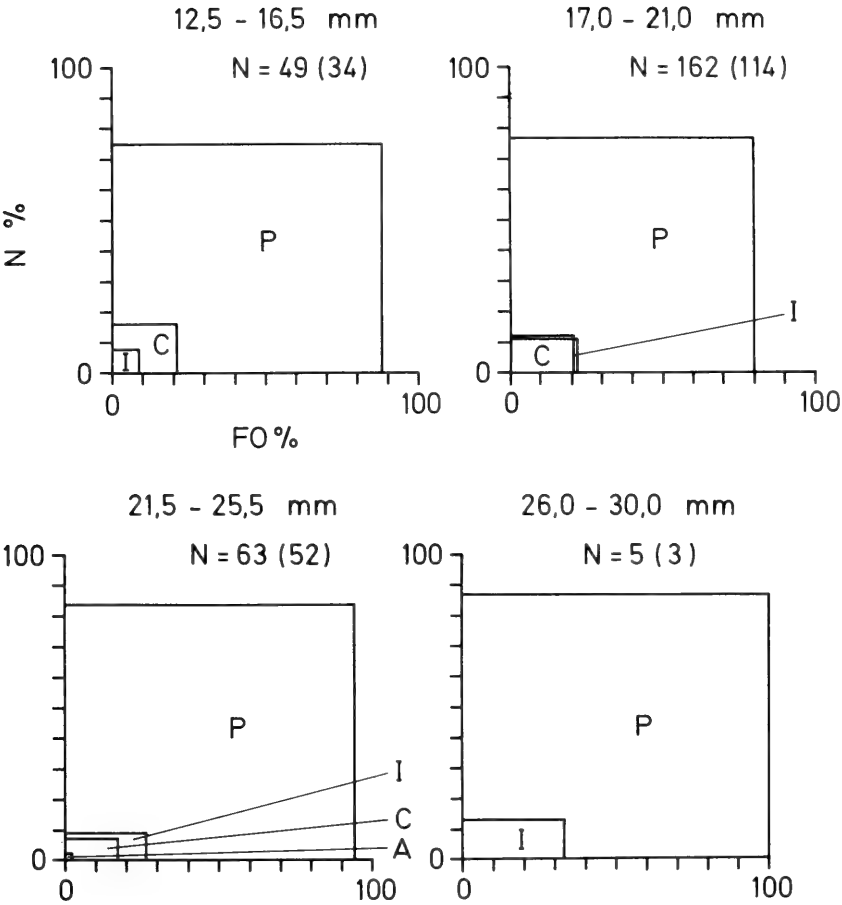 12,5 - 16,5 mm
N = 49 (34)
100
N %
P
C
I
0
0
100
FO %
17,0 - 21,0 mm
N = 162 (114)
100
P
I
C
0
0
100
21,5 - 25,5 mm
N = 63 (52)
100
P
I
C
A
0
0
100
26,0 - 30,0 mm
N = 5 (3)
100
P
I
0
0
100